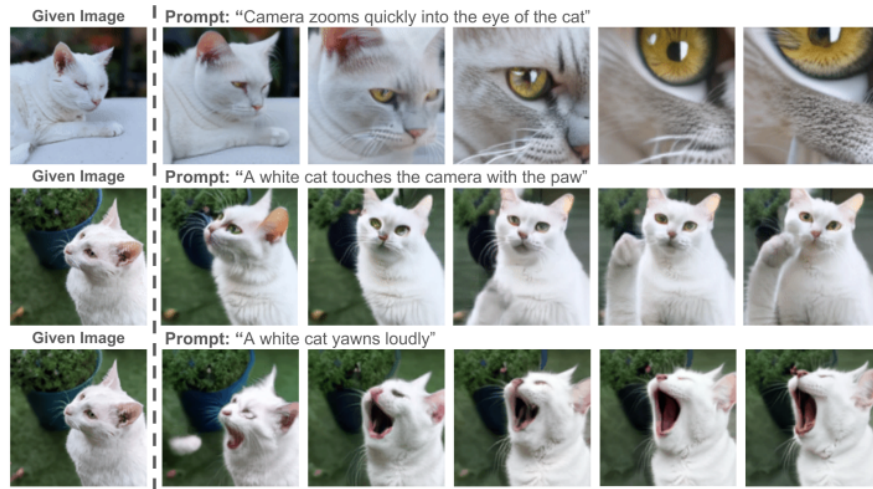 Given Image
Prompt: “Camera zooms quickly into the eye of the cat”
Given Image
Prompt: “A white cat touches the camera with the paw”
Given Image
Prompt: “A white cat yawns loudly”